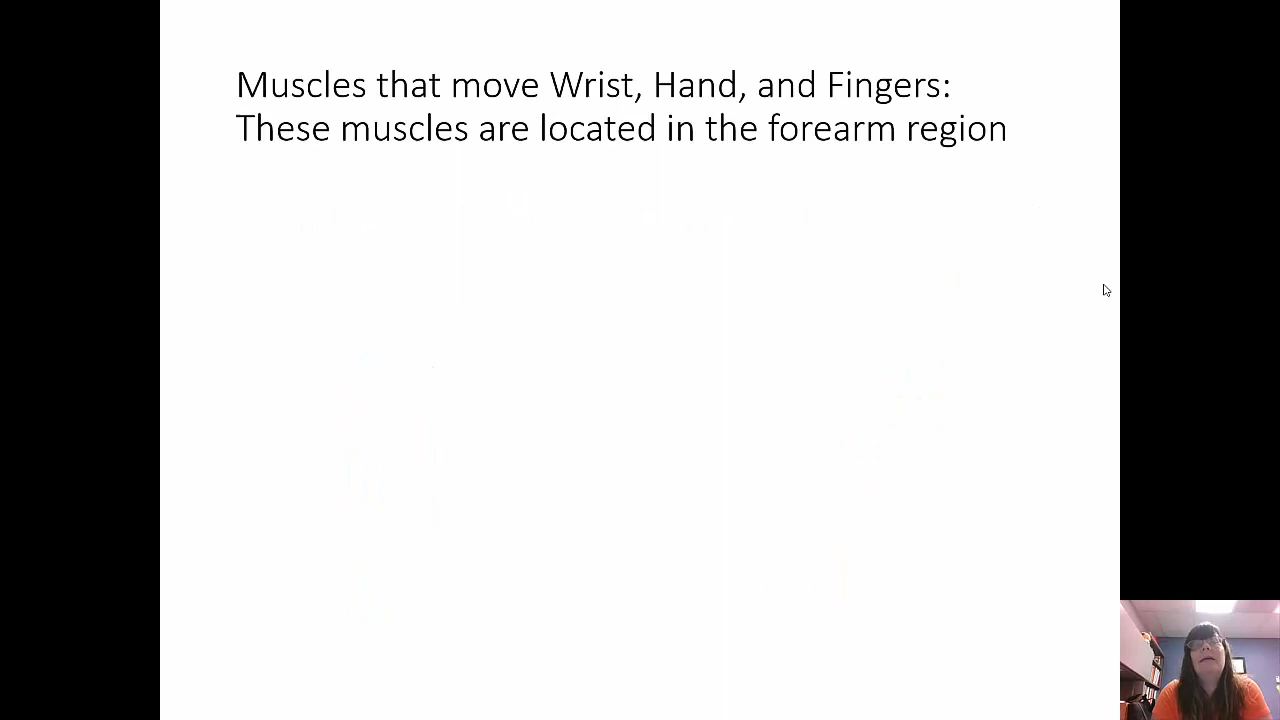 Muscles that move Wrist, Hand, and Fingers:
These muscles are located in the forearm region